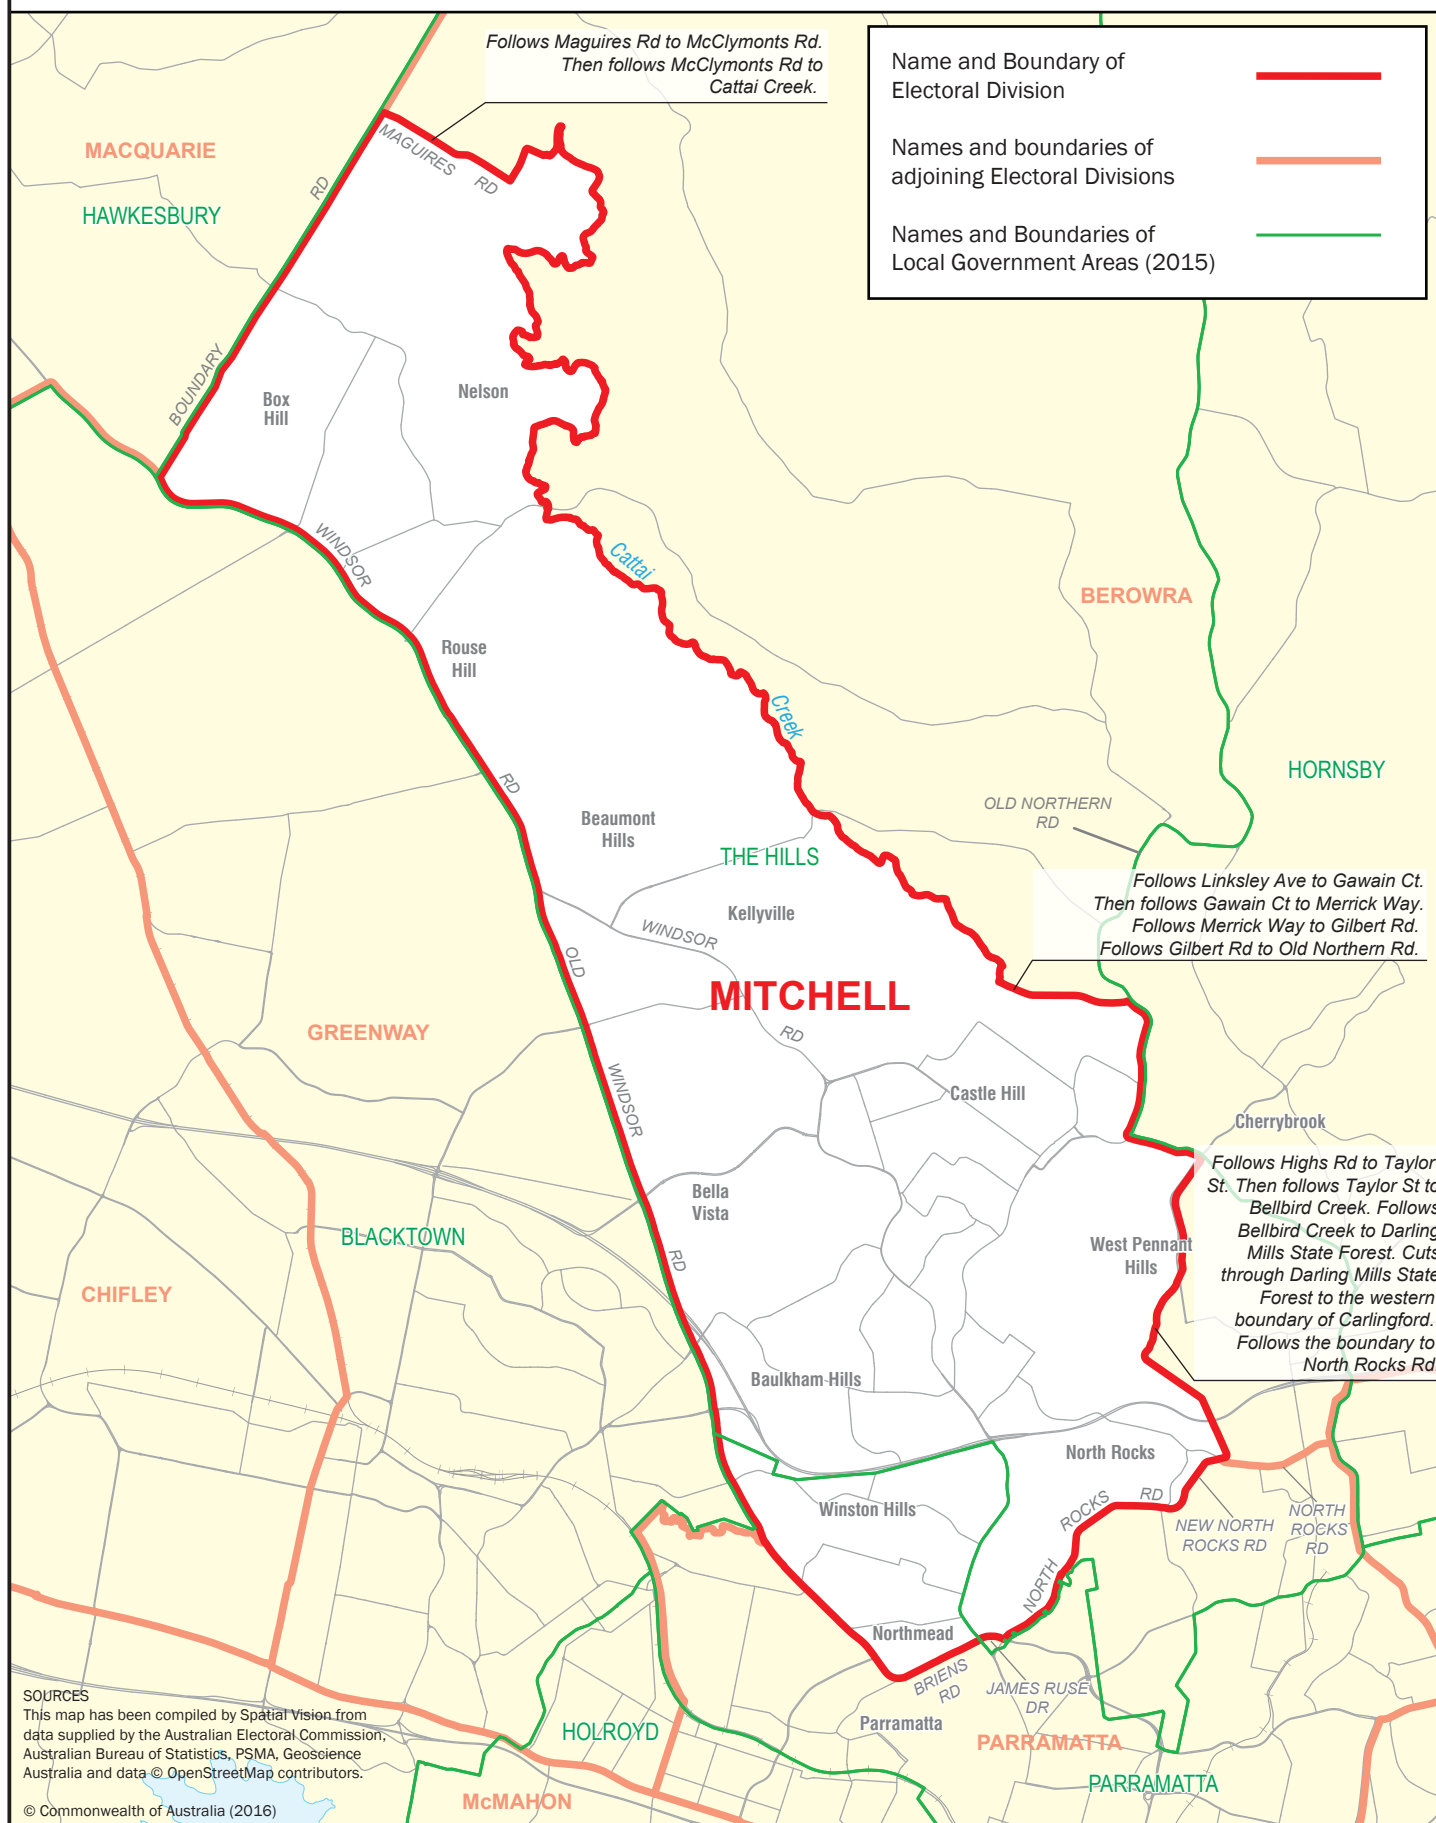 Follows Maguires Rd to McClymonts Rd.
Then follows McClymonts Rd to
Cattai Creek.
Name and Boundary of
Electoral Division
Names and boundaries of
adjoining Electoral Divisions
Names and Boundaries of
Local Government Areas (2015)
MACQUARIE
HAWKESBURY
MAGUIRES
RD
RD
BOUNDARY
Box
Hill
Nelson
WINDSOR
Cattai
Creek
BEROWRA
Rouse
Hill
RD
HORNSBY
OLD NORTHERN
RD
Beaumont
Hills
THE HILLS
Kellyville
WINDSOR
Follows Linksley Ave to Gawain Ct.
Then follows Gawain Ct to Merrick Way.
Follows Merrick Way to Gilbert Rd.
Follows Gilbert Rd to Old Northern Rd.
OLD
MITCHELL
RD
GREENWAY
WINDSOR
Castle Hill
Cherrybrook
Bella
Vista
RD
BLACKTOWN
West Pennant
Hills
Follows Highs Rd to Taylor
St. Then follows Taylor St to
Bellbird Creek. Follows
Bellbird Creek to Darling
Mills State Forest. Cuts
through Darling Mills State
Forest to the western
boundary of Carlingford.
Follows the boundary to
North Rocks Rd
CHIFLEY
Baulkham Hills
North Rocks
Winston Hills
ROCKS
RD
NORTH
NEW NORTH
ROCKS RD
NORTH
ROCKS
RD
Northmead
BRIENS
RD
JAMES RUSE
DR
Parramatta
PARRAMATTA
PARRAMATTA
HOLROYD
McMAHON
SOURCES
This map has been compiled by Spatial Vision from
data supplied by the Australian Electoral Commission,
Australian Bureau of Statistics, PSMA, Geoscience
Australia and data © OpenStreetMap contributors.
© Commonwealth of Australia (2016)